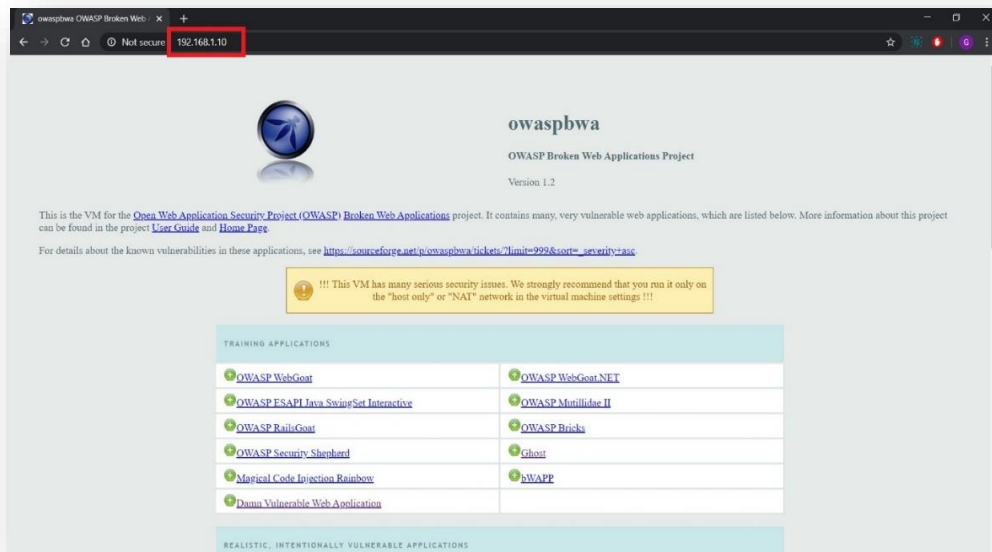 owaspbwa OWASP Broken Web
Not secure 192.168.1.10
G
owaspbwa
OWASP Broken Web Applications Project
Version 1.2
This is the VM for the Open Web Application Security Project (OWASP) Broken Web Applications project. It contains many, very vulnerable web applications, which are listed below. More information about this project
can be found in the project User Guide and Home Page.
For details about the known vulnerabilities in these applications, see https://sourceforge.net/p/owaspbwa/tickets/?limit=999&sort=_severity+asc.
!!! This VM has many serious security issues. We strongly recommend that you run it only on
the "host only" or "NAT" network in the virtual machine settings !!!
TRAINING APPLICATIONS
OWASP WebGoat
OWASP WebGoat.NET
OWASP ESAPI Java SwingSet Interactive
OWASP Mutillidae II
OWASP RailsGoat
OWASP Bricks
OWASP Security Shepherd
Ghost
Magical Code Injection Rainbow
bWAPP
Damn Vulnerable Web Application
REALISTIC, INTENTIONALLY VULNERABLE APPLICATIONS